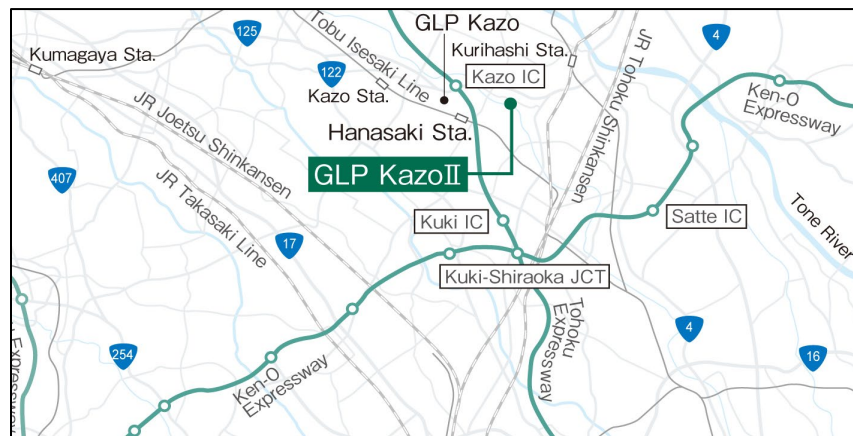 GLP Kazo
125
4
Kumagaya Sta.
Tobu Isesaki Line
Kurihashi Sta.
122
Kazo IC
JR Tohoku Shinkansen
Ken-O
Expressway
Kazo Sta.
Hanasaki Sta.
JR Joetsu Shinkansen
GLP KazoⅡ
407
JR Takasaki Line
Kuki IC
Satte IC
Tone River
17
Kuki-Shiraoka JCT
Tohoku
Expressway
4
254
16
Ken-O
Expressway
Expressway